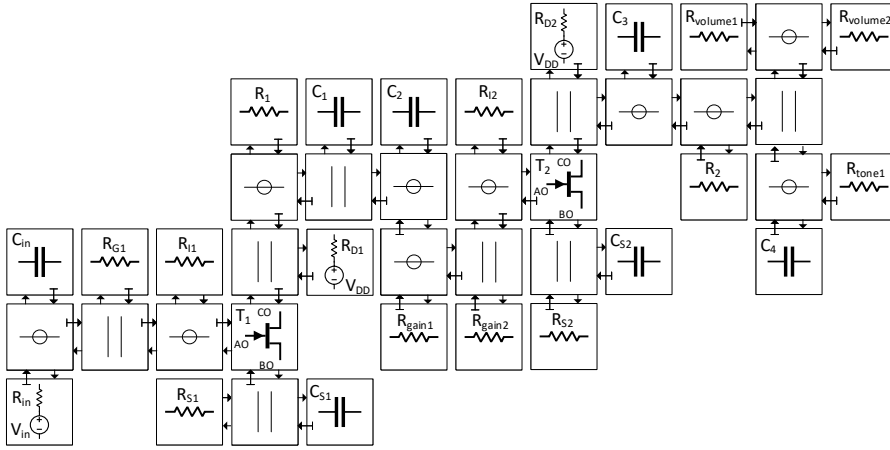 R_D2 C_3 R_volume1 R_volume2
V_DD
R_1 C_1 C_2 R_I2
T_2 CO R_2 R_tone1
AO
BO
C_in R_G1 R_I1 R_D1 C_S2 C_4
V_DD
T_1 CO R_gain1 R_gain2 R_S2
AO
BO
R_in R_S1 C_S1
V_in